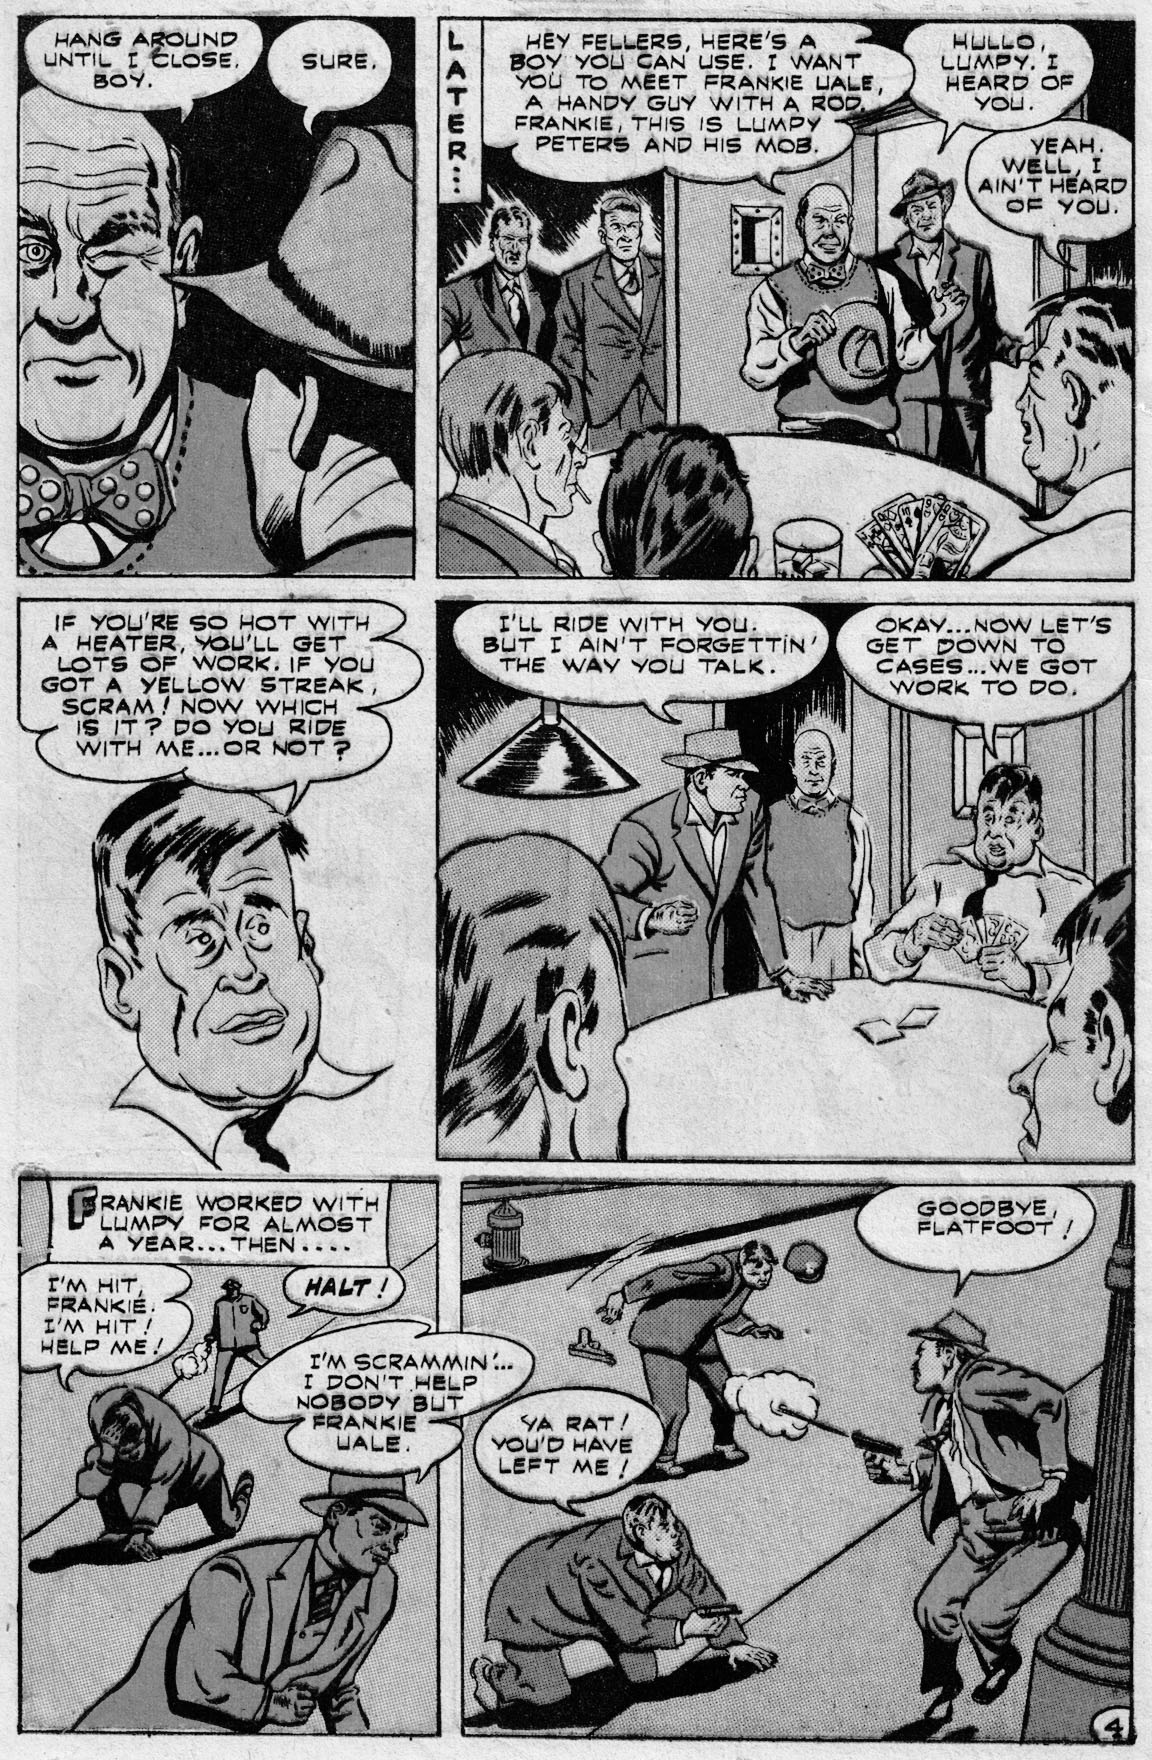 HANG AROUND
UNTIL I CLOSE,
BOY.
SURE.
LATER...
HEY FELLERS, HERE'S A
BOY YOU CAN USE. I WANT
YOU TO MEET FRANKIE UALE,
A HANDY GUY WITH A ROD.
FRANKIE, THIS IS LUMPY
PETERS AND HIS MOB.
HULLO,
LUMPY. I
HEARD OF
YOU.
YEAH.
WELL, I
AIN'T HEARD
OF YOU.
IF YOU'RE SO HOT WITH
A HEATER, YOU'LL GET
LOTS OF WORK. IF YOU
GOT A YELLOW STREAK,
SCRAM! NOW WHICH
IS IT? DO YOU RIDE
WITH ME...OR NOT?
I'LL RIDE WITH YOU.
BUT I AIN'T FORGETTIN'
THE WAY YOU TALK.
OKAY...NOW LET'S
GET DOWN TO
CASES...WE GOT
WORK TO DO.
FRANKIE WORKED WITH
LUMPY FOR ALMOST
A YEAR...THEN....
I'M HIT,
FRANKIE.
I'M HIT!
HELP ME!
HALT!
I'M SCRAMMIN'...
I DON'T HELP
NOBODY BUT
FRANKIE
UALE.
GOODBYE,
FLATFOOT!
YA RAT!
YOU'D HAVE
LEFT ME!
4